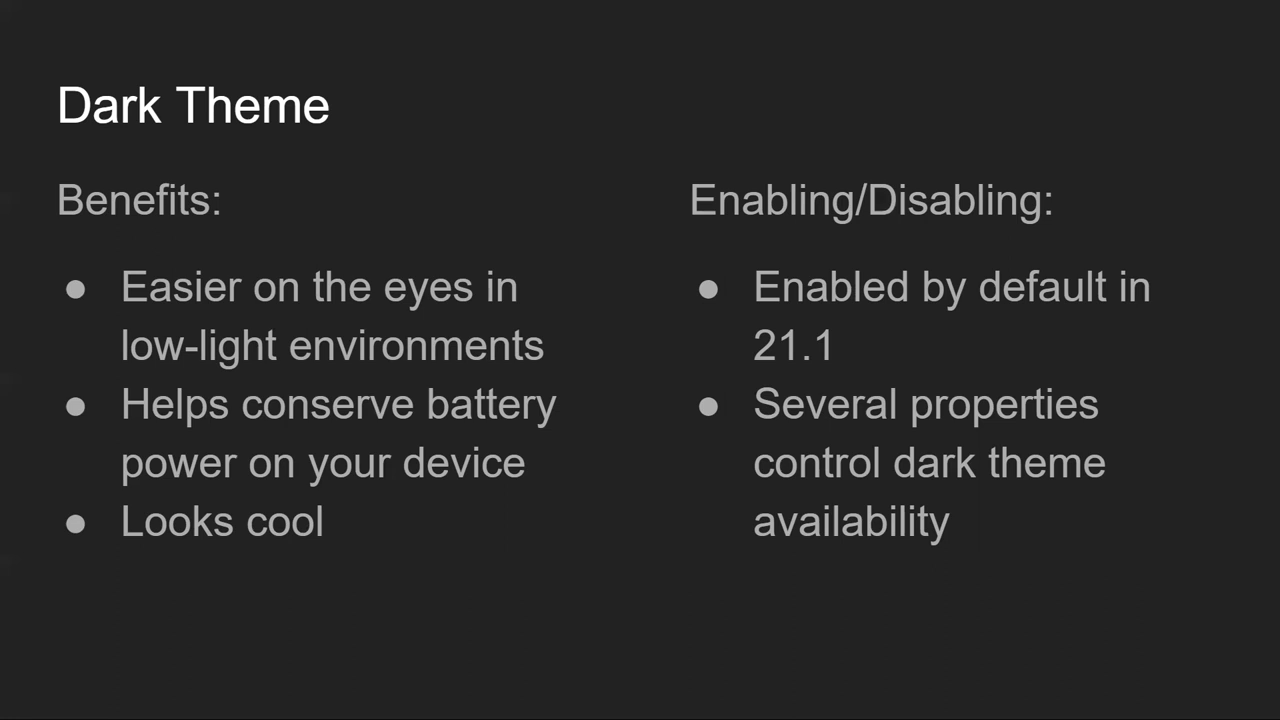 Dark Theme
Benefits:
● Easier on the eyes in
low-light environments
● Helps conserve battery
power on your device
● Looks cool
Enabling/Disabling:
● Enabled by default in
21.1
● Several properties
control dark theme
availability